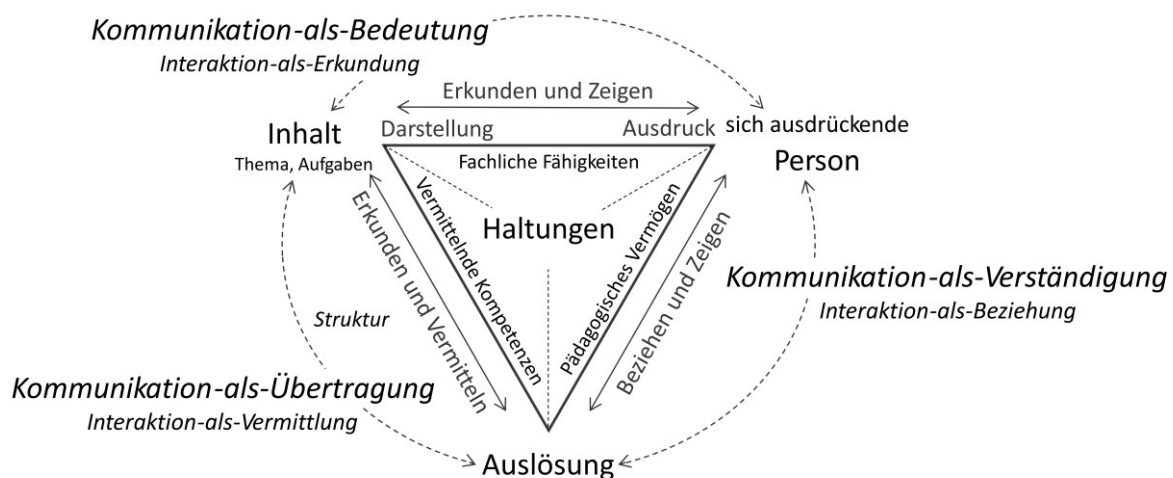 Kommunikation-als-Bedeutung
Interaktion-als-Erkundung
Erkunden und Zeigen
Inhalt
Thema, Aufgaben
Darstellung
Ausdruck
sich ausdrückende
Person
Fachliche Fähigkeiten
Vermittelnde Kompetenzen
Erkunden und Vermitteln
Haltungen
Pädagogisches Vermögen
Beziehen und Zeigen
Kommunikation-als-Verständigung
Interaktion-als-Beziehung
Struktur
Kommunikation-als-Übertragung
Interaktion-als-Vermittlung
Auslösung